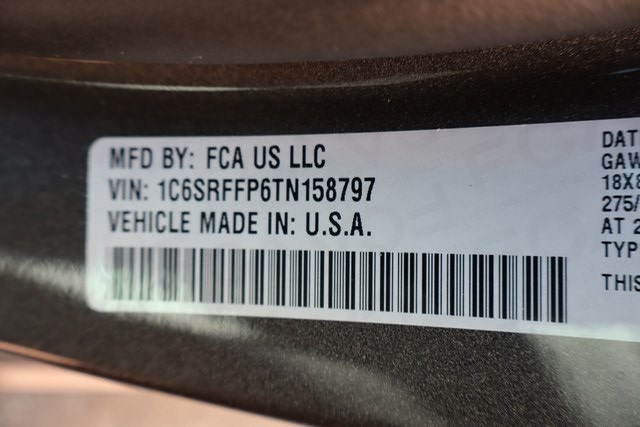 MFD BY: FCA US LLC
VIN: 1C6SRFFP6TN158797
VEHICLE MADE IN: U.S.A.
DAT
GAW
18X8
275/
AT 2
TYP
THIS